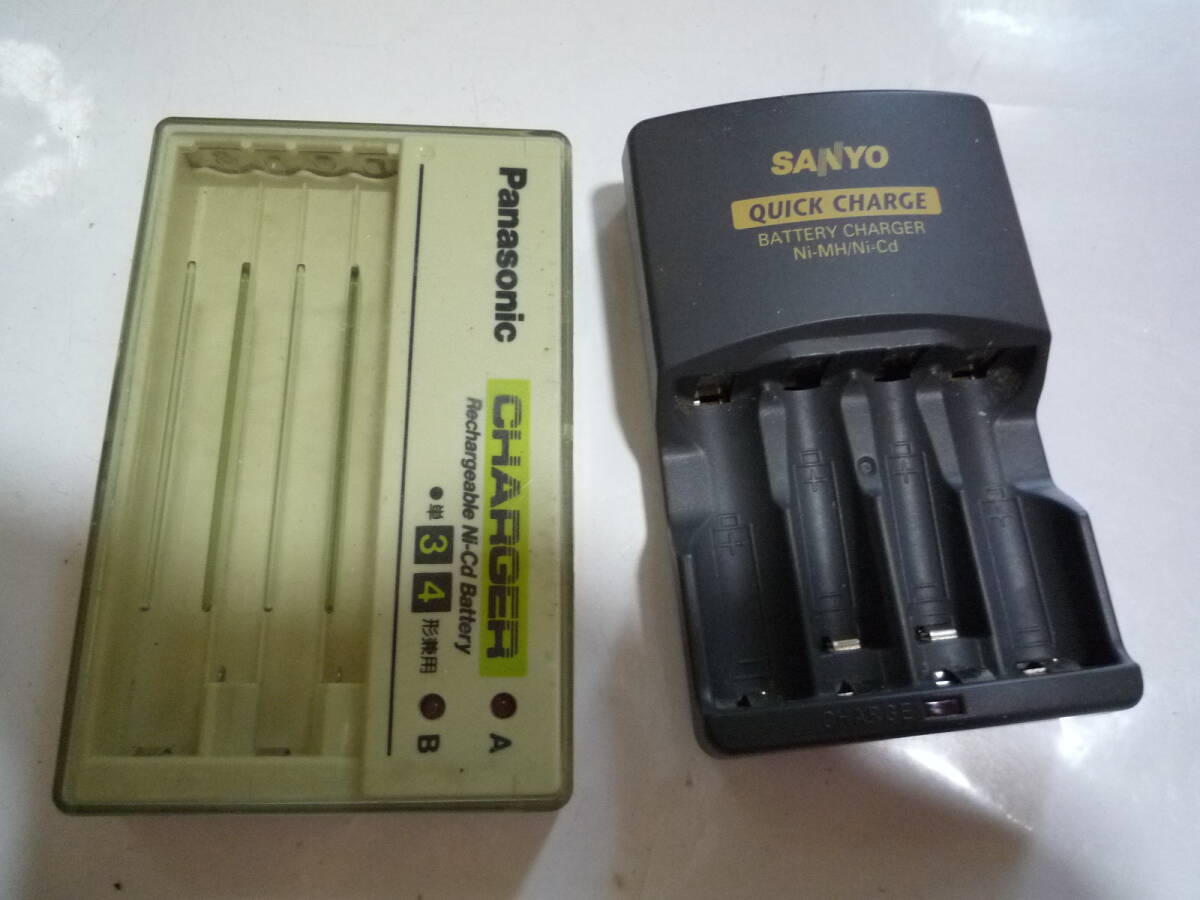 Panasonic
CHARGER
Rechargeable Ni-Cd Battery
●単34形兼用
A
B
SANYO
QUICK CHARGE
BATTERY CHARGER
Ni-MH/Ni-Cd
CHARGE